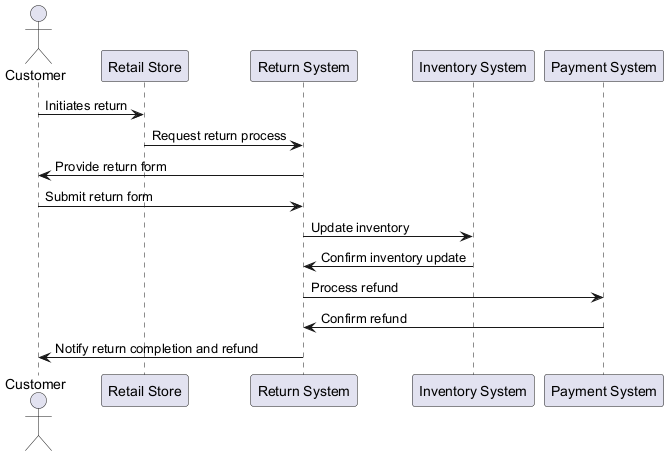 Customer
Retail Store
Return System
Inventory System
Payment System
Initiates return
Request return process
Provide return form
Submit return form
Update inventory
Confirm inventory update
Process refund
Confirm refund
Notify return completion and refund
Customer
Retail Store
Return System
Inventory System
Payment System